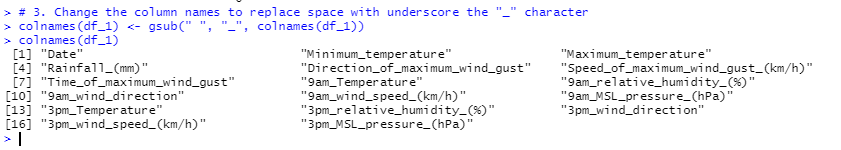 > # 3. Change the column names to replace space with underscore the "_" character
> colnames(df_1) <- gsub(" ", "_", colnames(df_1))
> colnames(df_1)
[1] "Date" "Minimum_temperature" "Maximum_temperature"
[4] "Rainfall_(mm)" "Direction_of_maximum_wind_gust" "Speed_of_maximum_wind_gust_(km/h)"
[7] "Time_of_maximum_wind_gust" "9am_Temperature" "9am_relative_humidity_(%)"
[10] "9am_wind_direction" "9am_wind_speed_(km/h)" "9am_MSL_pressure_(hPa)"
[13] "3pm_Temperature" "3pm_relative_humidity_(%)" "3pm_wind_direction"
[16] "3pm_wind_speed_(km/h)" "3pm_MSL_pressure_(hPa)"
>